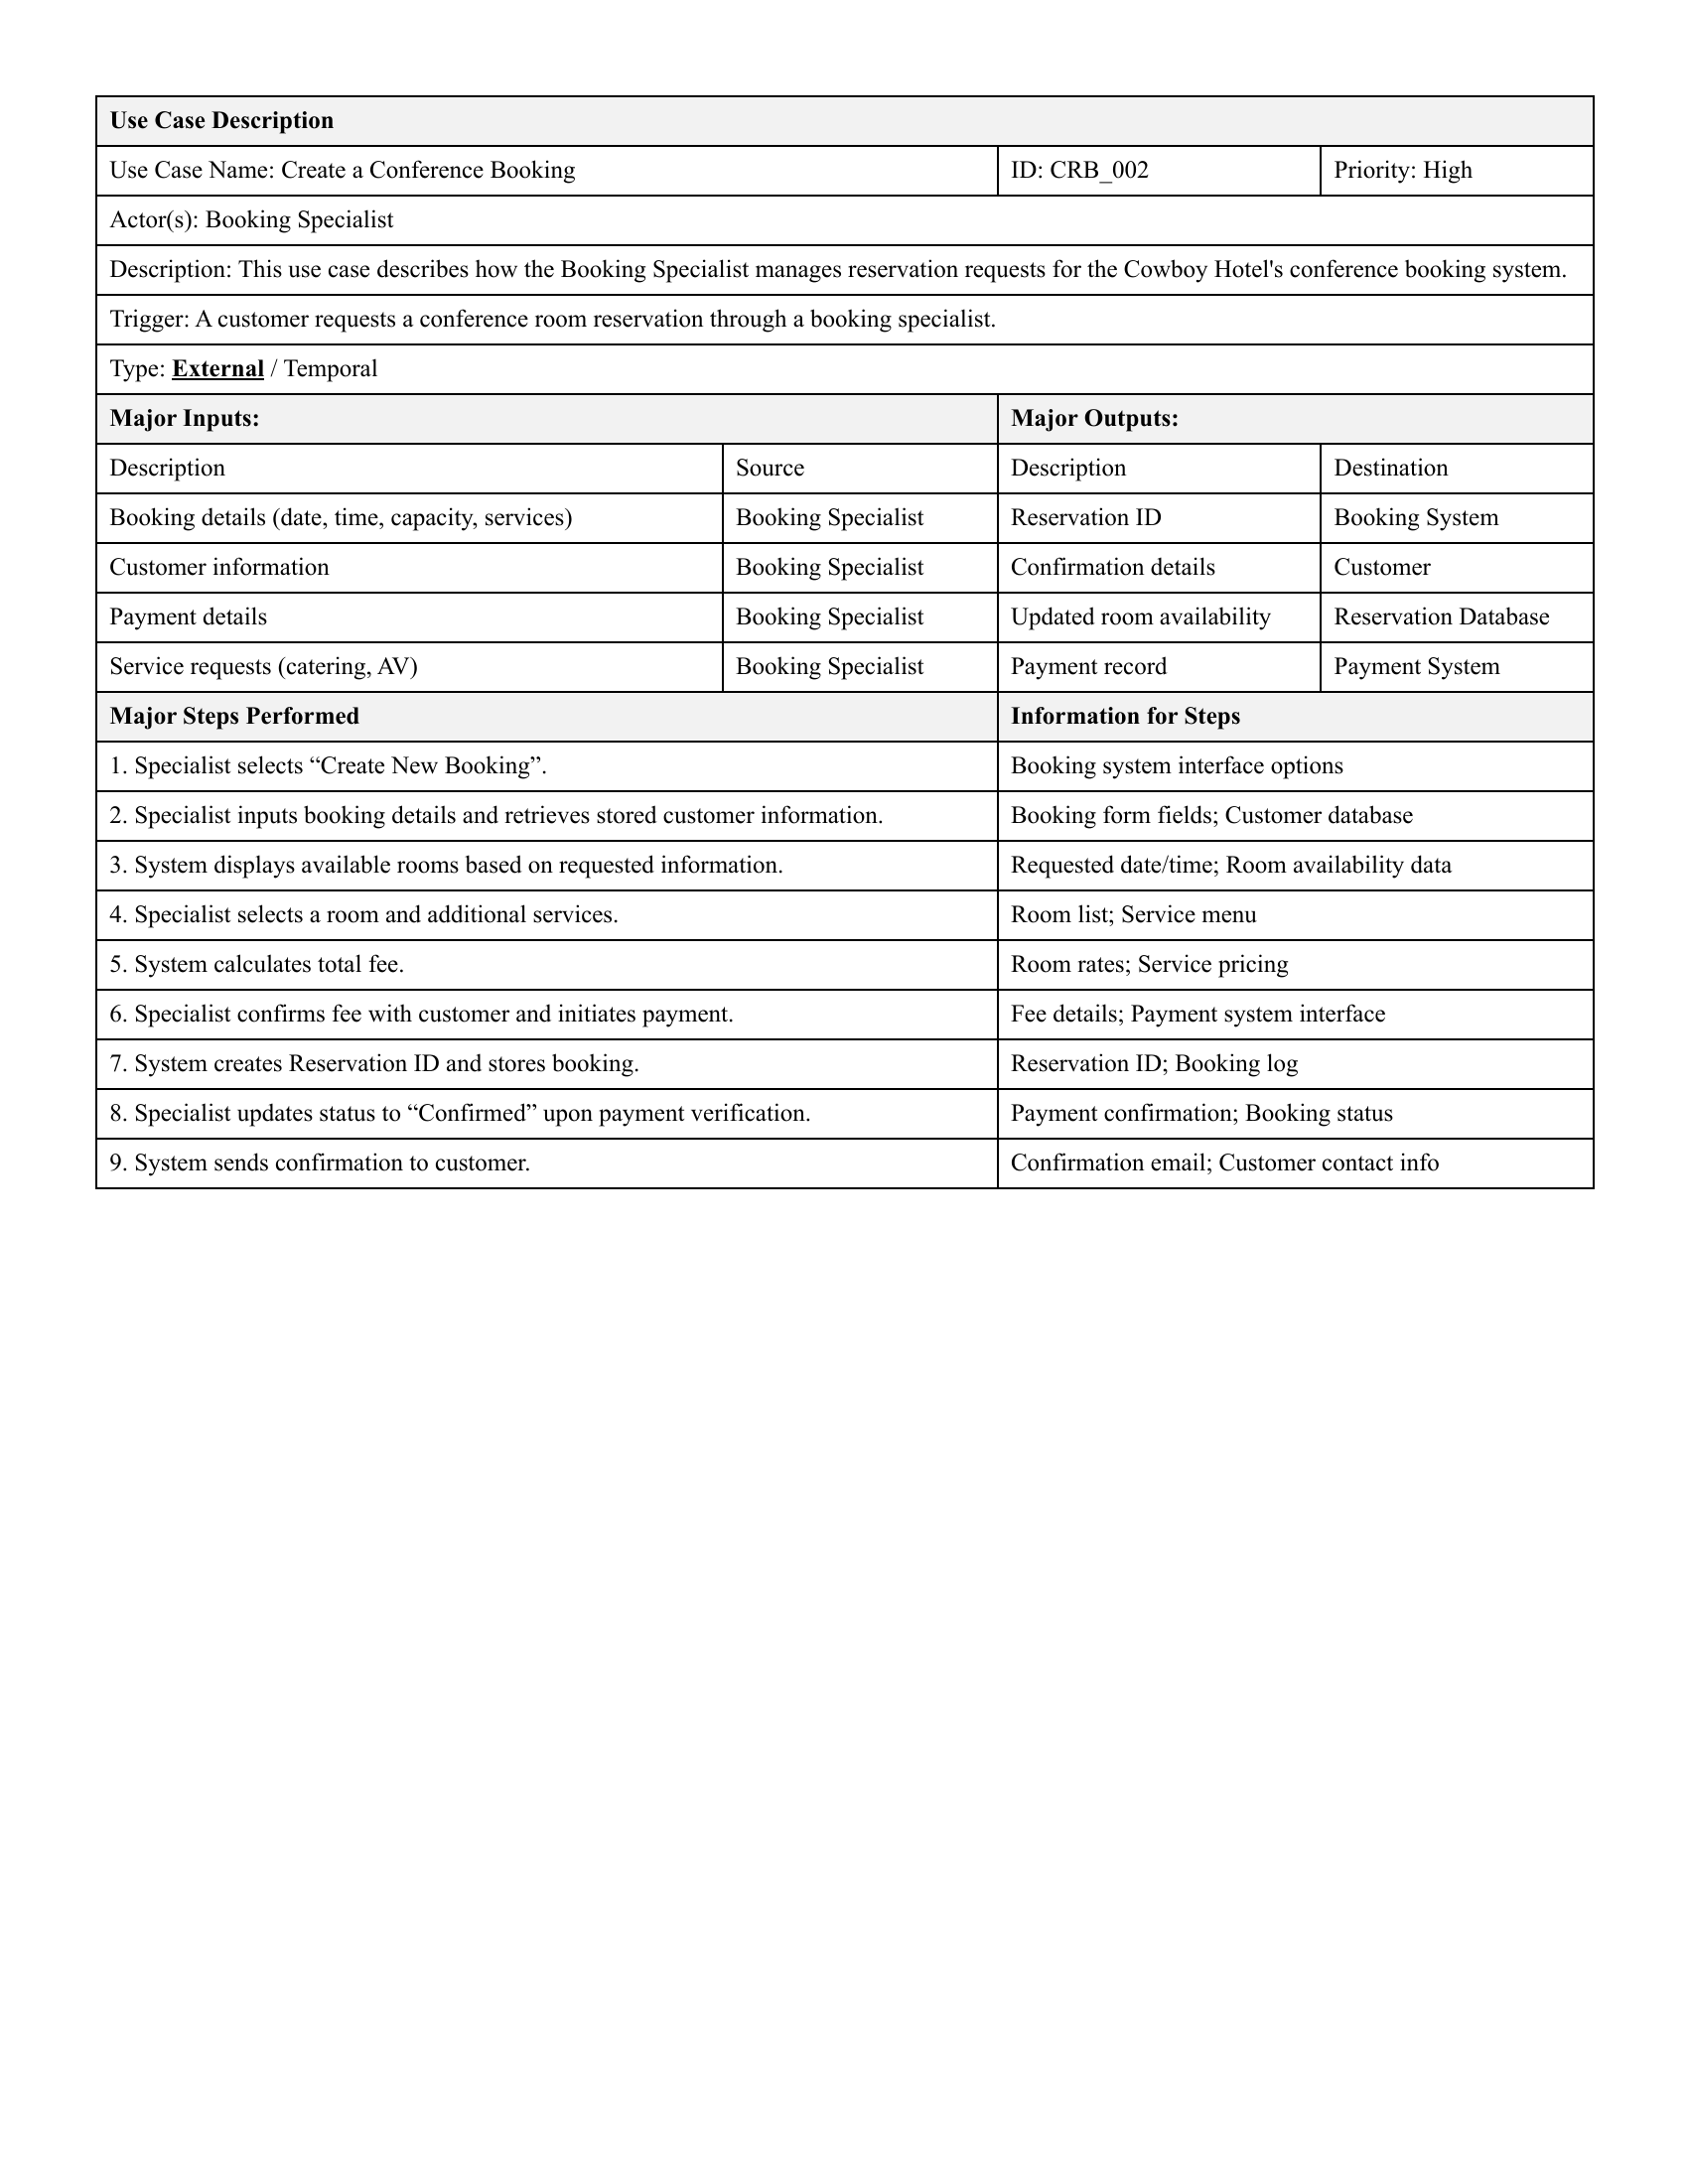 Use Case Description
Use Case Name: Create a Conference Booking ID: CRB_002 Priority: High
Actor(s): Booking Specialist
Description: This use case describes how the Booking Specialist manages reservation requests for the Cowboy Hotel's conference booking system.
Trigger: A customer requests a conference room reservation through a booking specialist.
Type: External / Temporal
Major Inputs: Major Outputs:
Description Source Description Destination
Booking details (date, time, capacity, services) Booking Specialist Reservation ID Booking System
Customer information Booking Specialist Confirmation details Customer
Payment details Booking Specialist Updated room availability Reservation Database
Service requests (catering, AV) Booking Specialist Payment record Payment System
Major Steps Performed Information for Steps
1. Specialist selects “Create New Booking”. Booking system interface options
2. Specialist inputs booking details and retrieves stored customer information. Booking form fields; Customer database
3. System displays available rooms based on requested information. Requested date/time; Room availability data
4. Specialist selects a room and additional services. Room list; Service menu
5. System calculates total fee. Room rates; Service pricing
6. Specialist confirms fee with customer and initiates payment. Fee details; Payment system interface
7. System creates Reservation ID and stores booking. Reservation ID; Booking log
8. Specialist updates status to “Confirmed” upon payment verification. Payment confirmation; Booking status
9. System sends confirmation to customer. Confirmation email; Customer contact info